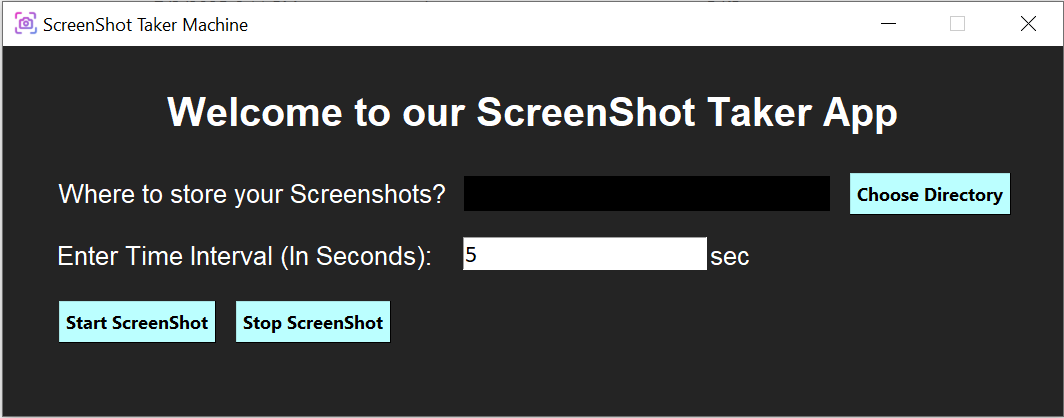 ScreenShot Taker Machine
Welcome to our ScreenShot Taker App
Where to store your Screenshots? Choose Directory
Enter Time Interval (In Seconds): 5 sec
Start ScreenShot Stop ScreenShot